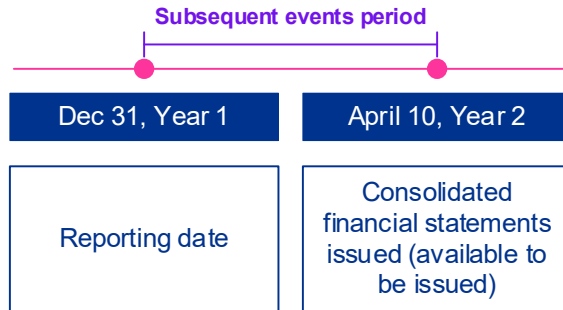 Subsequent events period
Dec 31, Year 1
April 10, Year 2
Reporting date
Consolidated
financial statements
issued (available to
be issued)